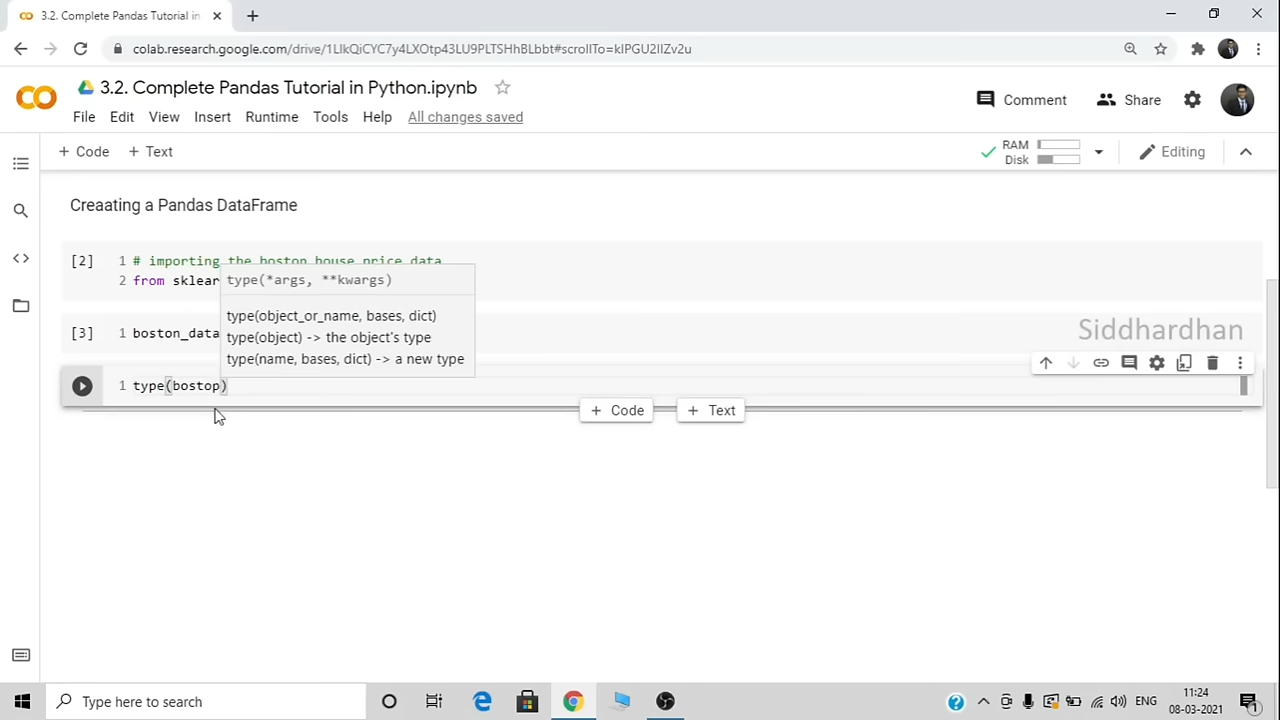 3.2. Complete Pandas Tutorial in
colab.research.google.com/drive/1LlkQiCYC7y4LXOtp43LU9PLTSHhBLbbt#scrollTo=kIPGU2IIZv2u
3.2. Complete Pandas Tutorial in Python.ipynb
Comment
Share
File Edit View Insert Runtime Tools Help All changes saved
+ Code + Text
RAM
Disk
Editing
Creaating a Pandas DataFrame
[2] 1 # importing the boston house price data
2 from sklear
type(*args, **kwargs)
type(object_or_name, bases, dict)
type(object) -> the object's type
type(name, bases, dict) -> a new type
[3] 1 boston_data
Siddhardhan
1 type(bostop)
+ Code + Text
Type here to search
ENG
11:24
08-03-2021
1